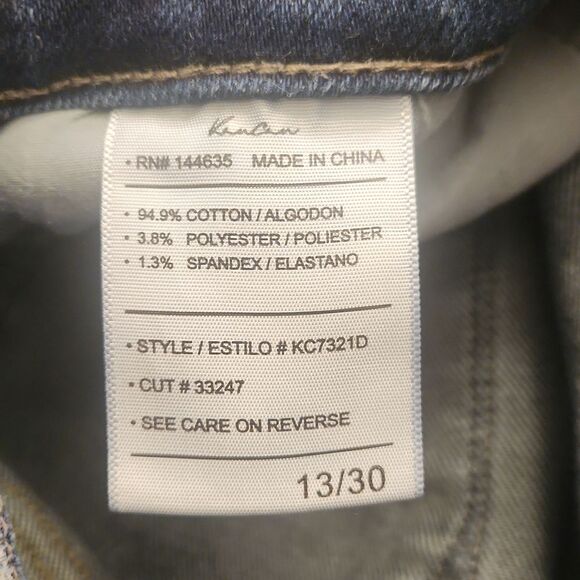 KanCan
• RN# 144635 MADE IN CHINA
• 94.9% COTTON / ALGODON
• 3.8% POLYESTER / POLIESTER
• 1.3% SPANDEX / ELASTANO
• STYLE / ESTILO # KC7321D
• CUT # 33247
• SEE CARE ON REVERSE
13/30